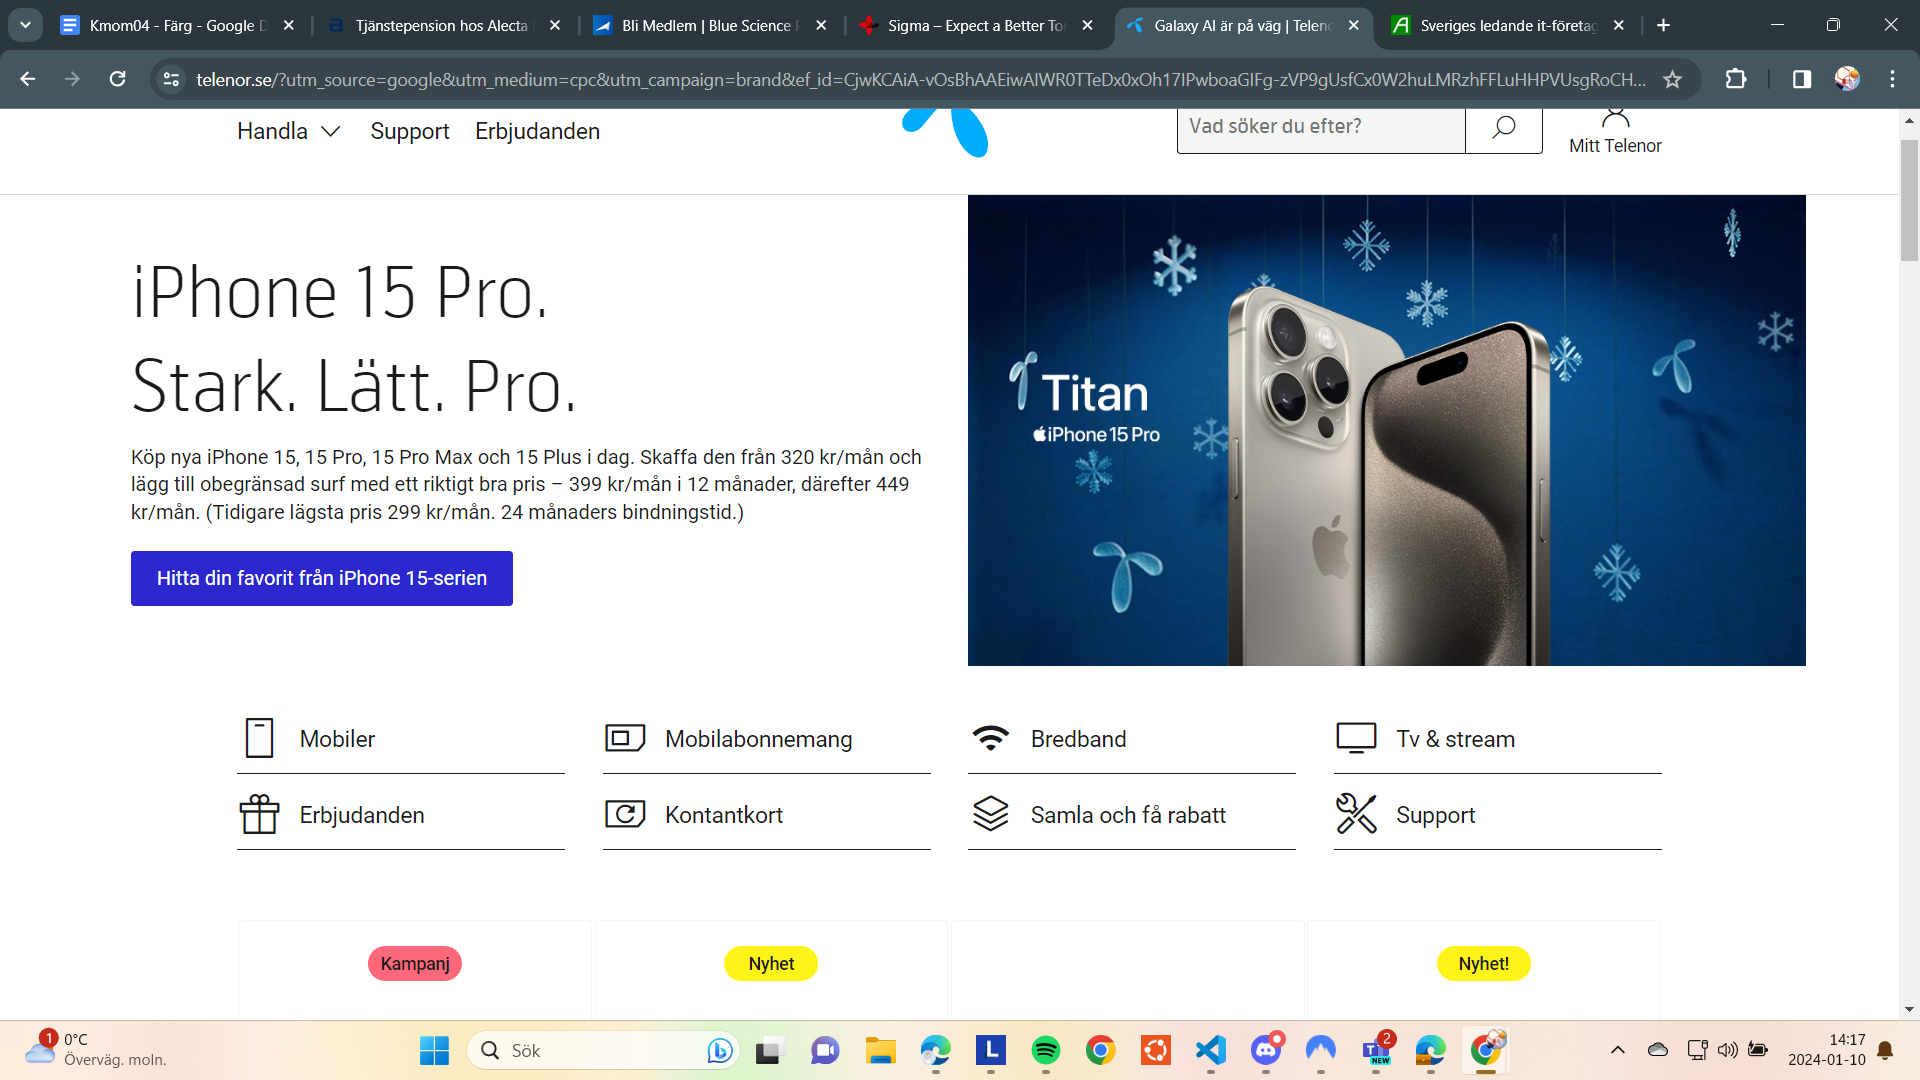 Kmom04 - Färg - Google D
Tjänstepension hos Alecta
Bli Medlem | Blue Science P
Sigma – Expect a Better To
Galaxy AI är på väg | Teleno
Sveriges ledande it-företag
telenor.se/?utm_source=google&utm_medium=cpc&utm_campaign=brand&ef_id=CjwKCAiA-vOsBhAAEiwAIWR0TTeDx0xOh17IPwboaGIFg-zVP9gUsfCx0W2huLMRzhFFLuHHPVUsgRoCH...
Handla
Support
Erbjudanden
Vad söker du efter?
Mitt Telenor
iPhone 15 Pro.
Stark. Lätt. Pro.
Köp nya iPhone 15, 15 Pro, 15 Pro Max och 15 Plus i dag. Skaffa den från 320 kr/mån och
lägg till obegränsad surf med ett riktigt bra pris – 399 kr/mån i 12 månader, därefter 449
kr/mån. (Tidigare lägsta pris 299 kr/mån. 24 månaders bindningstid.)
Hitta din favorit från iPhone 15-serien
Titan
iPhone 15 Pro
Mobiler
Mobilabonnemang
Bredband
Tv & stream
Erbjudanden
Kontantkort
Samla och få rabatt
Support
Kampanj
Nyhet
Nyhet!
1
0°C
Överväg. moln.
Sök
L
2
NEW
14:17
2024-01-10